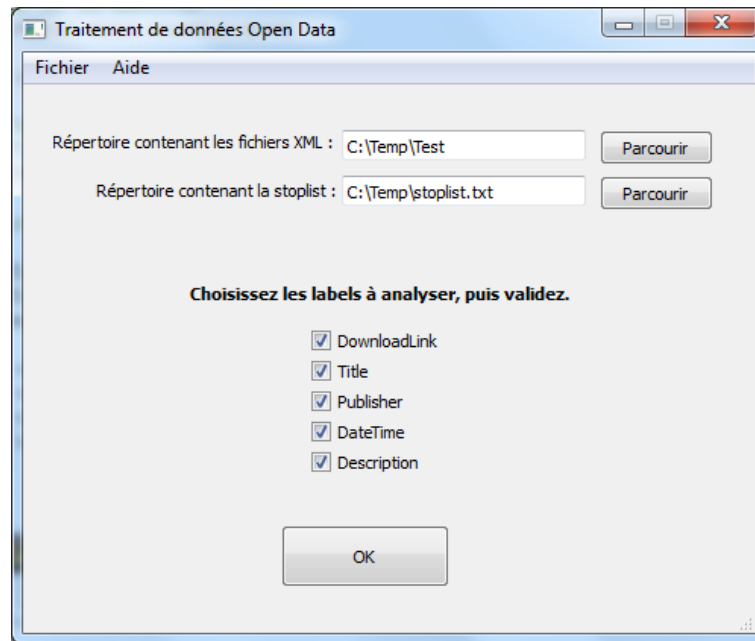 Traitement de données Open Data
Fichier Aide
Répertoire contenant les fichiers XML : C:\Temp\Test Parcourir
Répertoire contenant la stoplist : C:\Temp\stoplist.txt Parcourir
Choisissez les labels à analyser, puis validez.
DownloadLink
Title
Publisher
DateTime
Description
OK